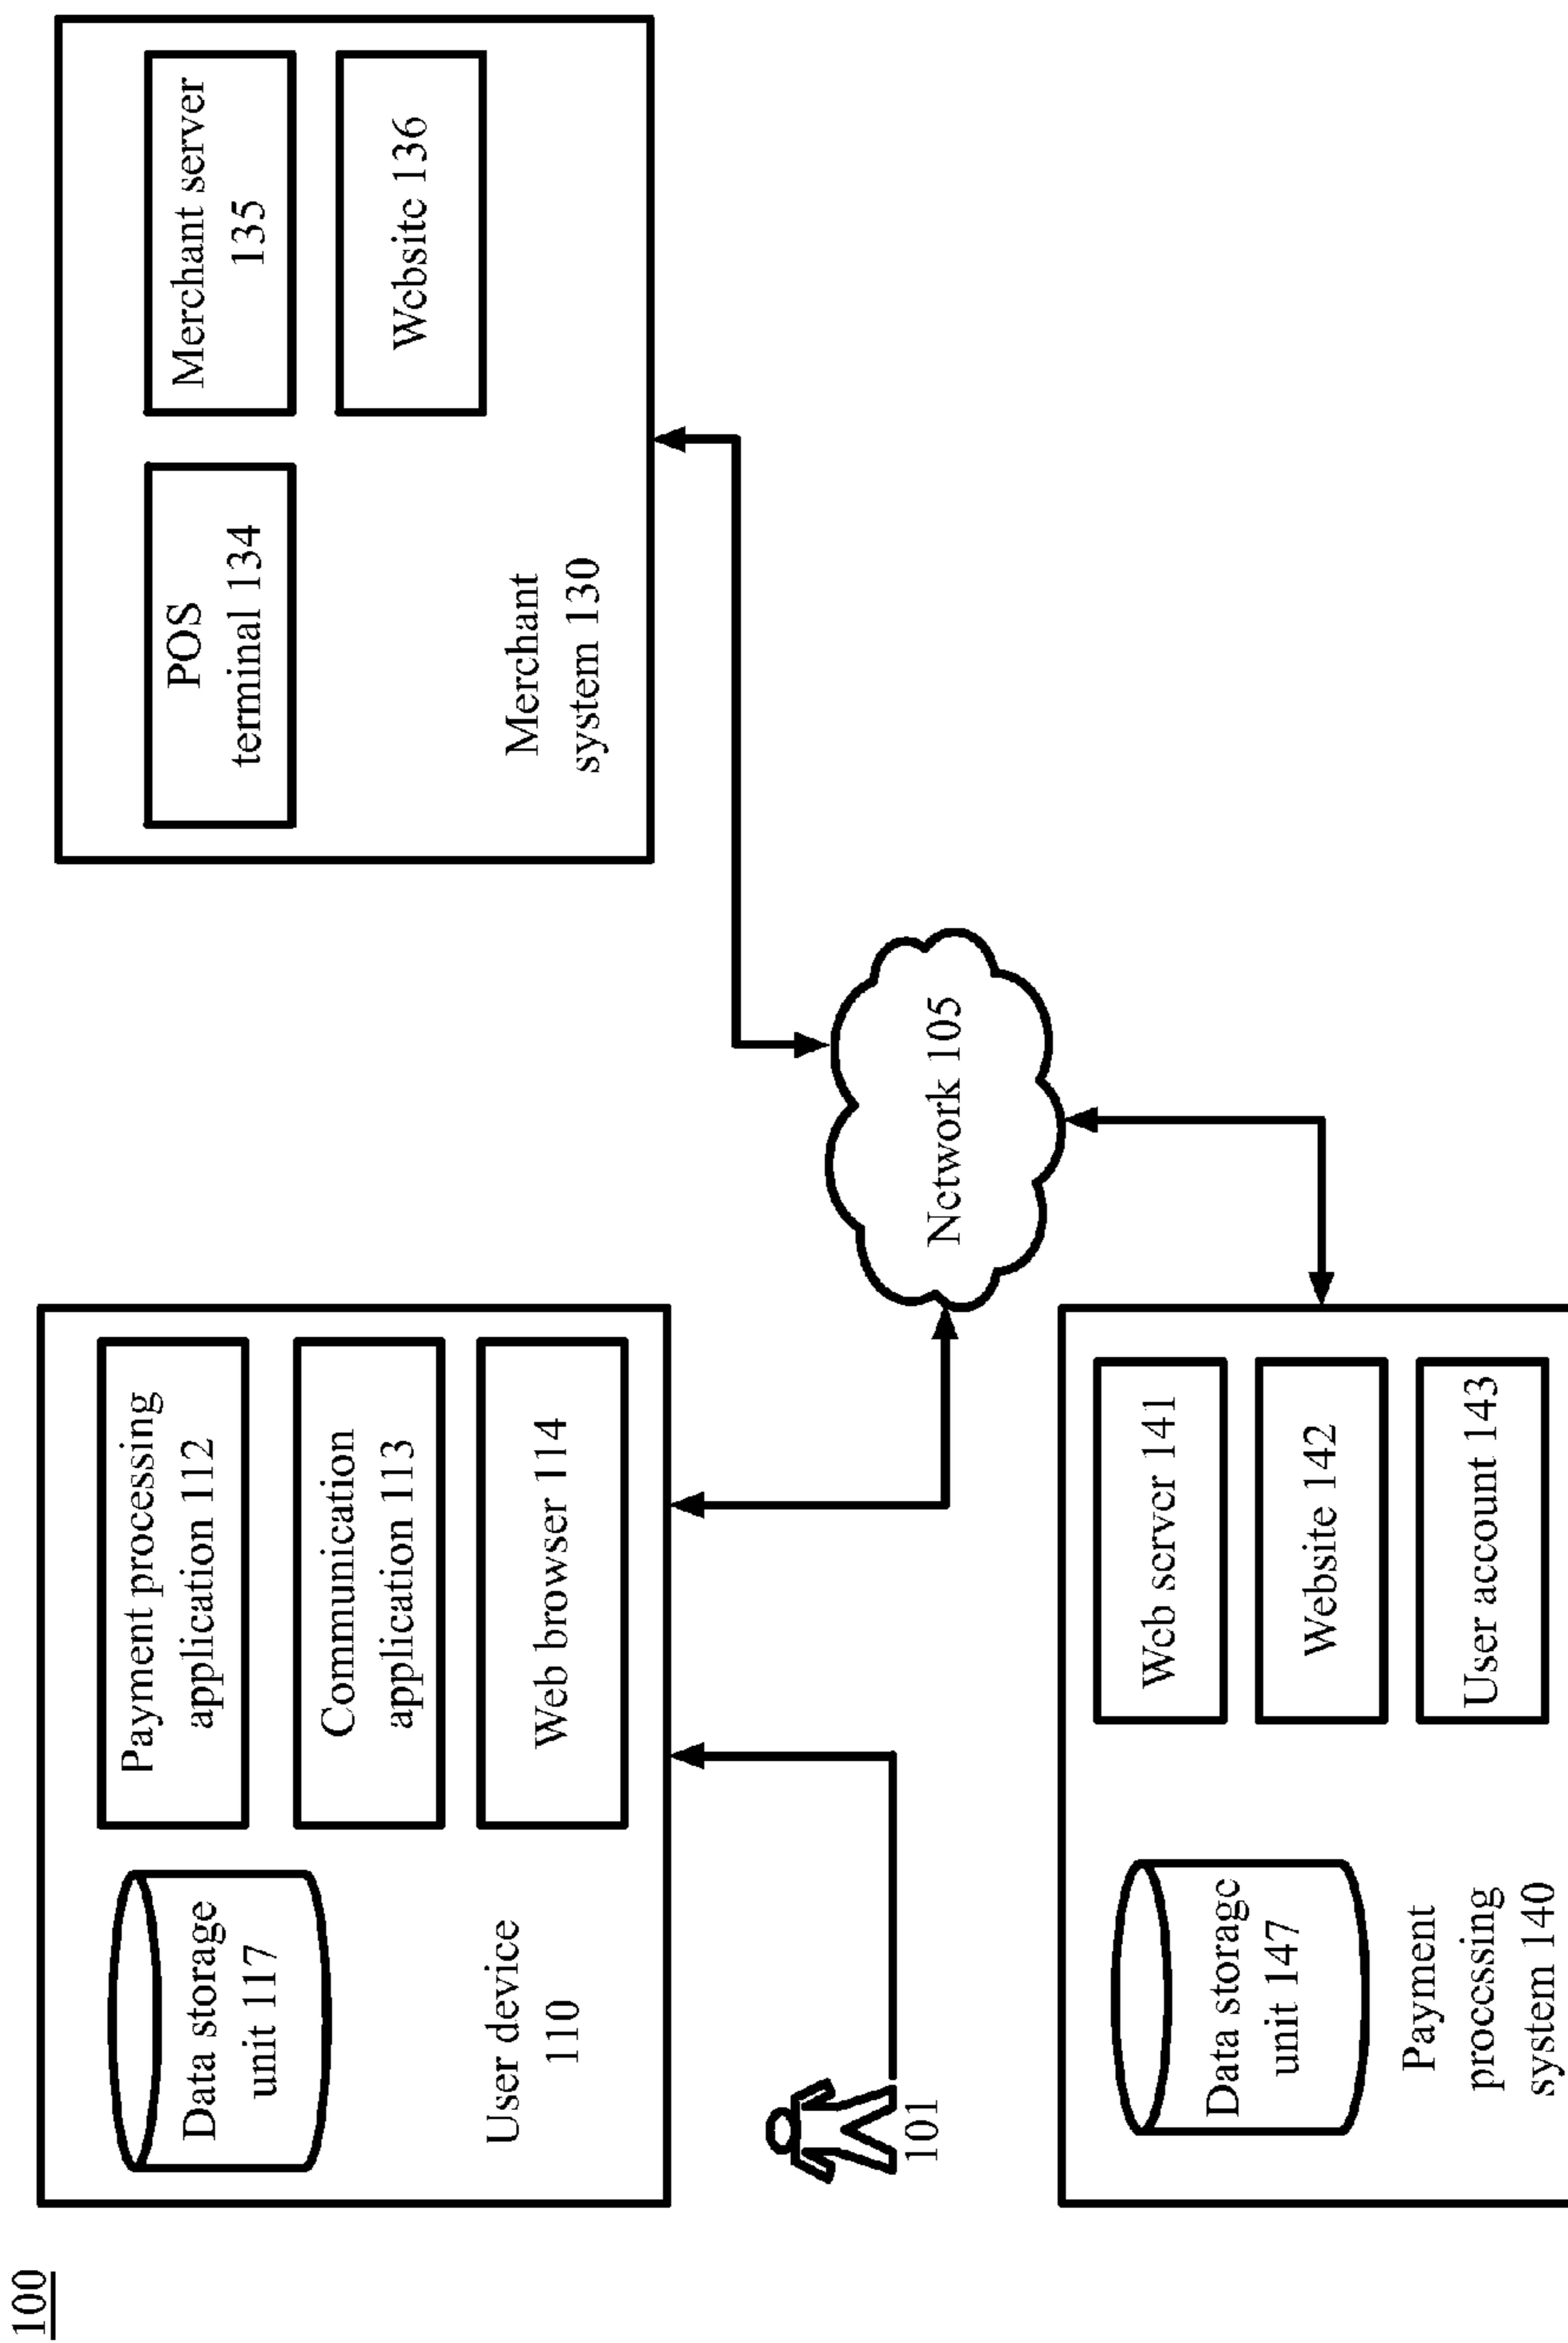 100
Data storage
unit 117
Payment processing
application 112
Communication
application 113
Web browser 114
User device
110
101
POS
terminal 134
Merchant server
135
Website 136
Merchant
system 130
Network 105
Data storage
unit 147
Web server 141
Website 142
User account 143
Payment
processing
system 140